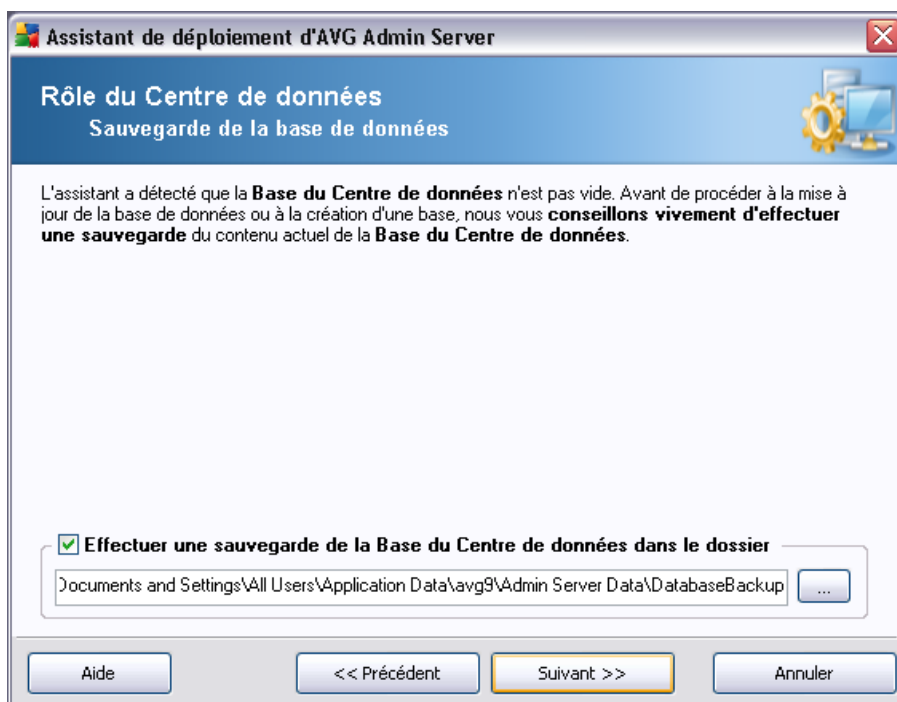 Assistant de déploiement d'AVG Admin Server
Rôle du Centre de données
Sauvegarde de la base de données
L'assistant a détecté que la Base du Centre de données n'est pas vide. Avant de procéder à la mise à
jour de la base de données ou à la création d'une base, nous vous conseillons vivement d'effectuer
une sauvegarde du contenu actuel de la Base du Centre de données.
Effectuer une sauvegarde de la Base du Centre de données dans le dossier
Documents and Settings\All Users\Application Data\avg9\Admin Server Data\DatabaseBackup
...
Aide
<< Précédent
Suivant >>
Annuler